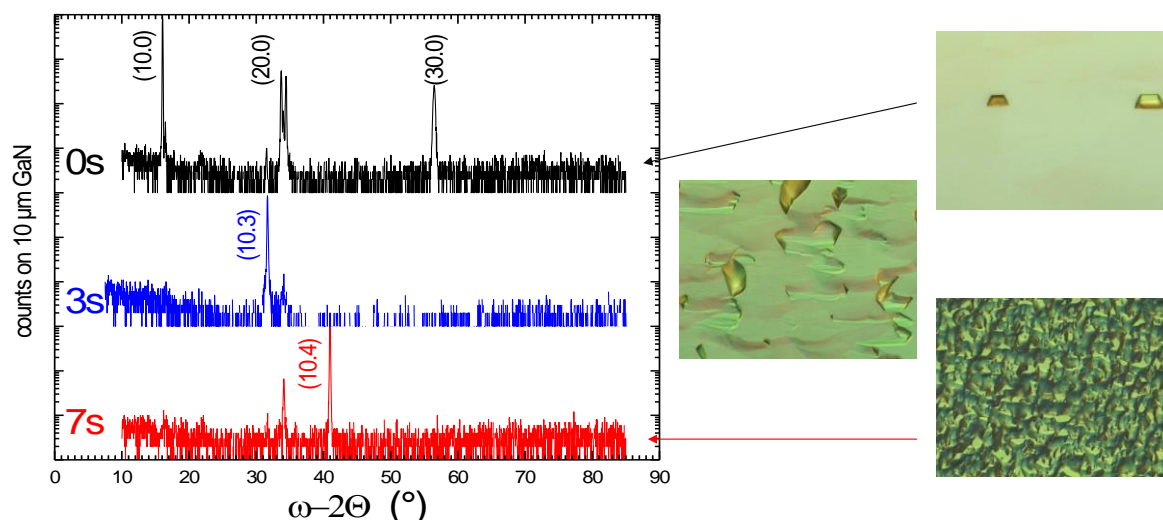 (10.0)
(20.0)
(30.0)
0s
(10.3)
3s
(10.4)
7s
counts on 10 µm GaN
0 10 20 30 40 50 60 70 80 90
ω–2Θ (°)